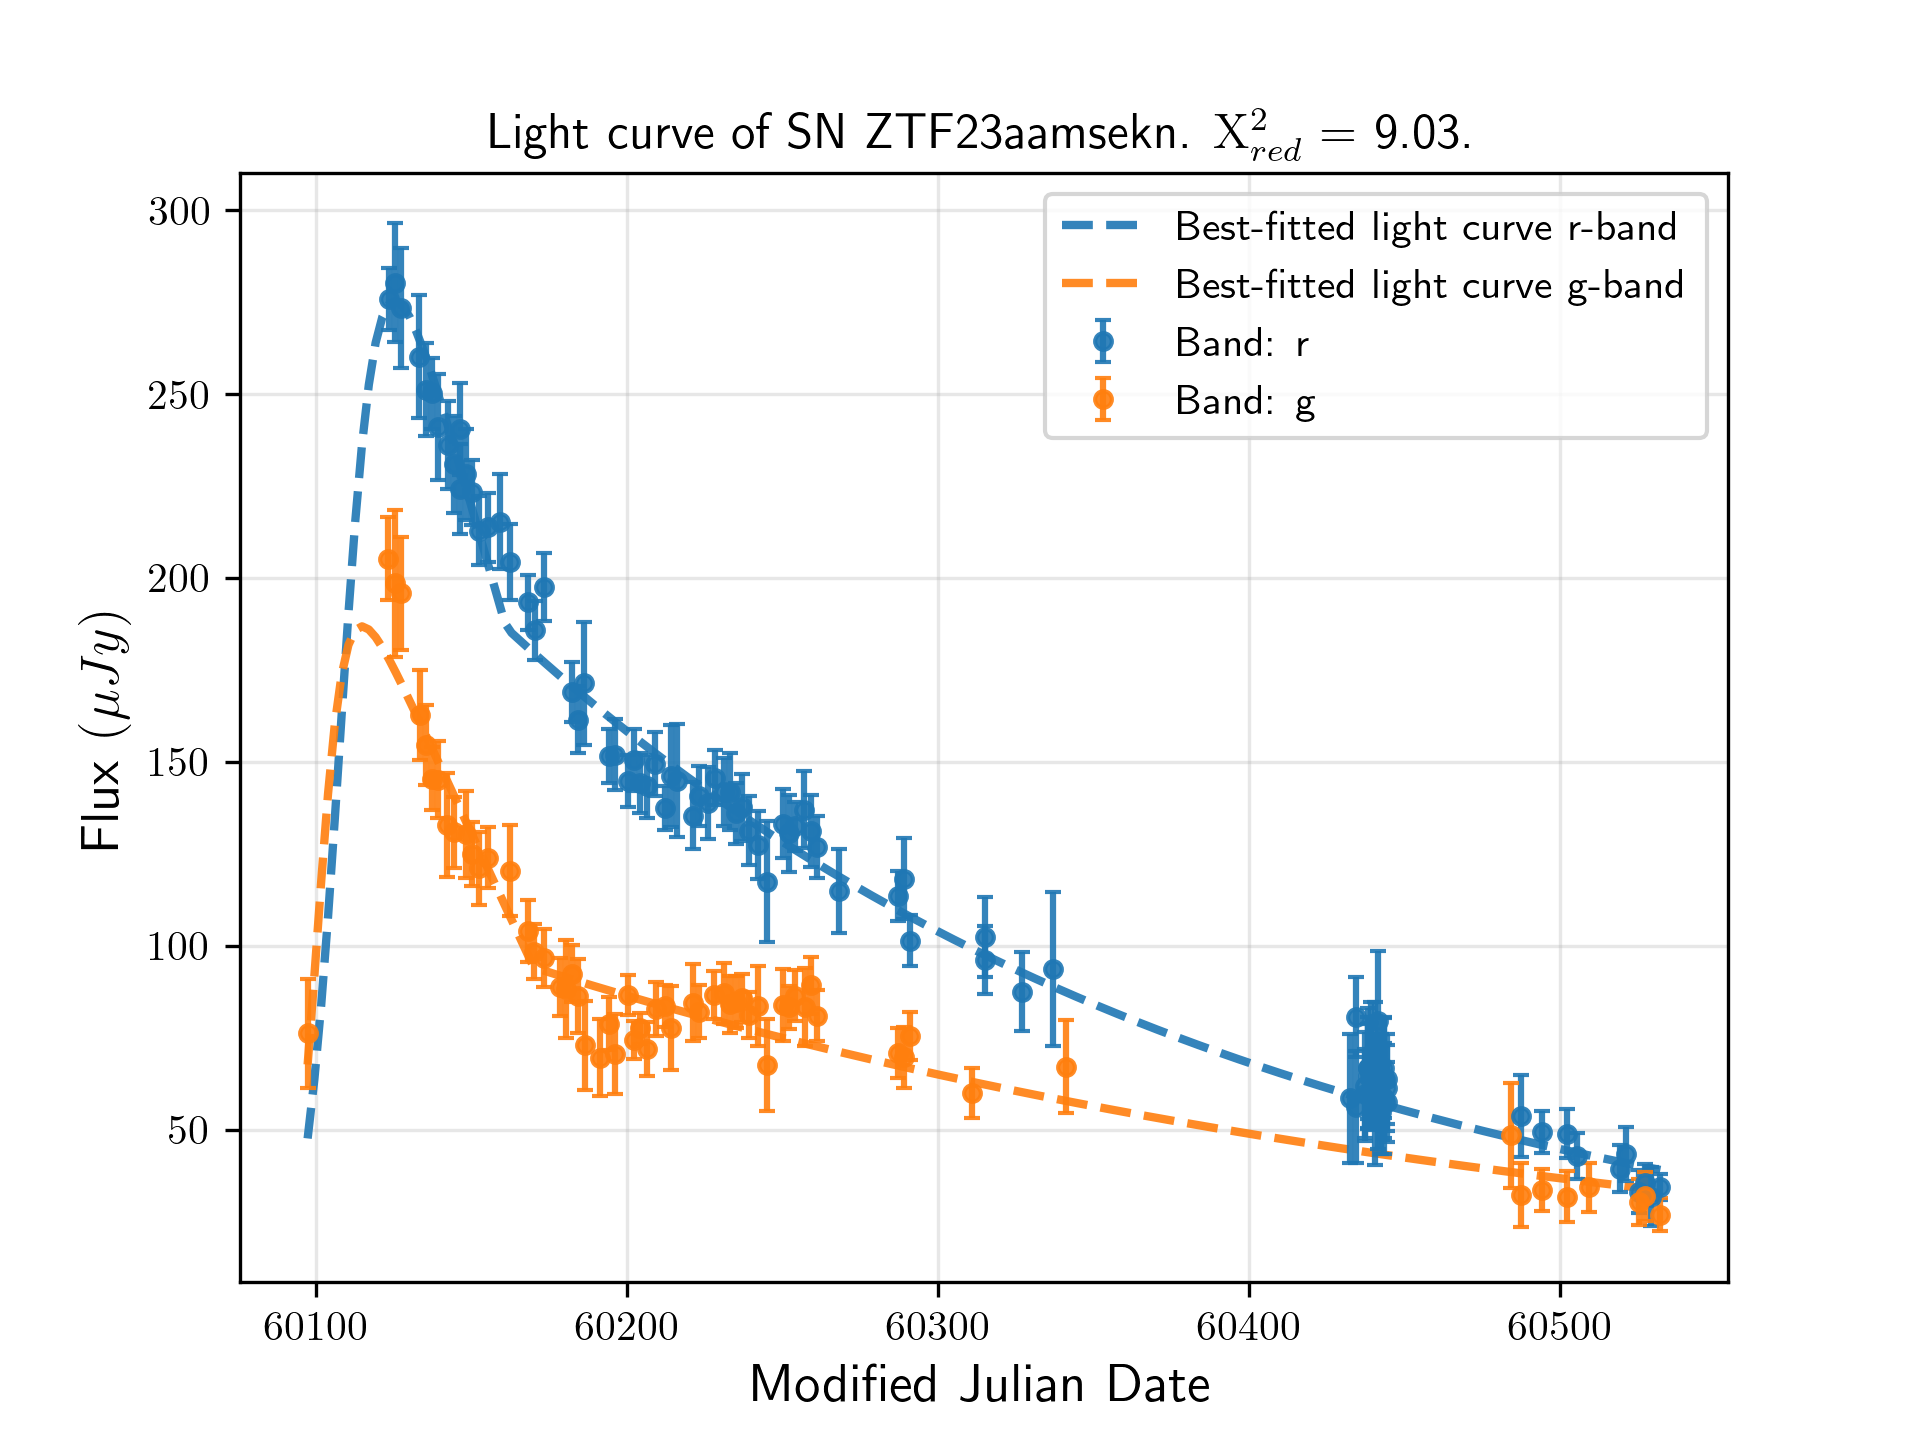 Light curve of SN ZTF23aamsekn. X²_red = 9.03.
Best-fitted light curve r-band
Best-fitted light curve g-band
Band: r
Band: g
300
250
200
150
100
50
Flux (μJy)
60100 60200 60300 60400 60500
Modified Julian Date